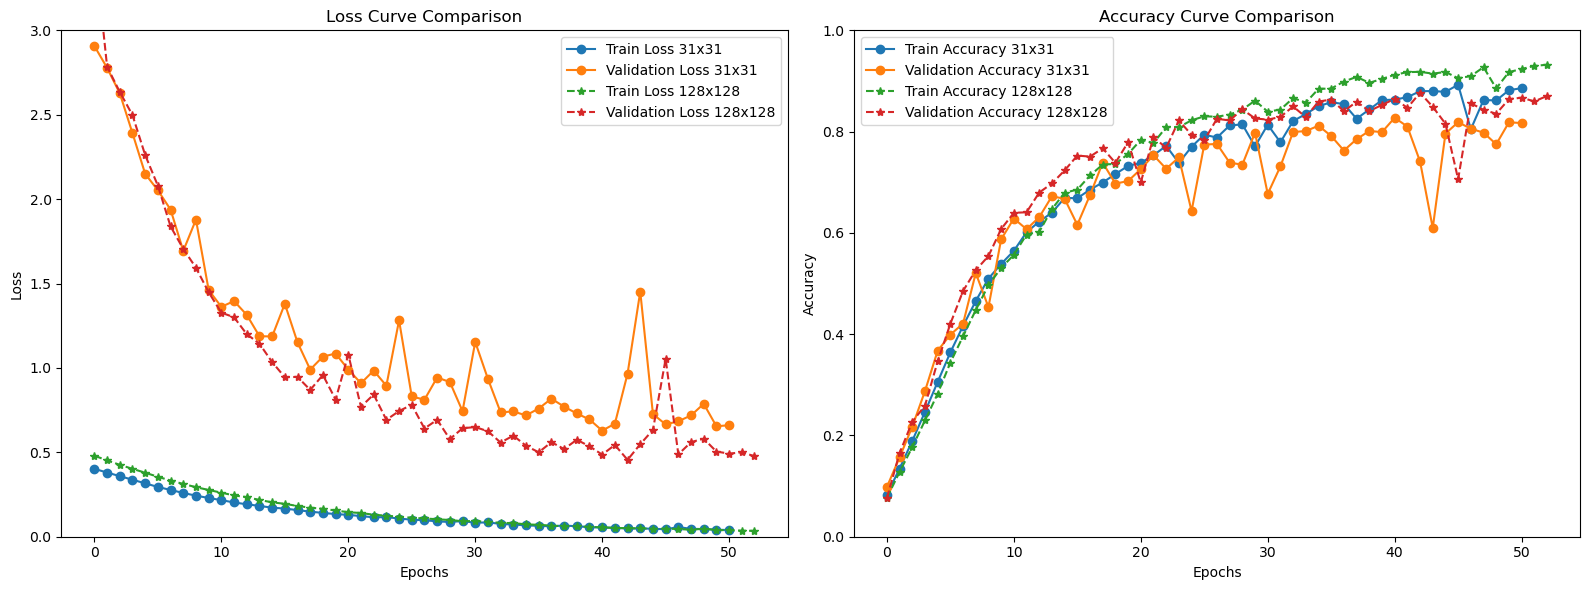 Loss Curve Comparison
3.0
2.5
2.0
1.5
1.0
0.5
0.0
Loss
0 10 20 30 40 50
Epochs
Train Loss 31x31
Validation Loss 31x31
Train Loss 128x128
Validation Loss 128x128
Accuracy Curve Comparison
1.0
0.8
0.6
0.4
0.2
0.0
Accuracy
0 10 20 30 40 50
Epochs
Train Accuracy 31x31
Validation Accuracy 31x31
Train Accuracy 128x128
Validation Accuracy 128x128